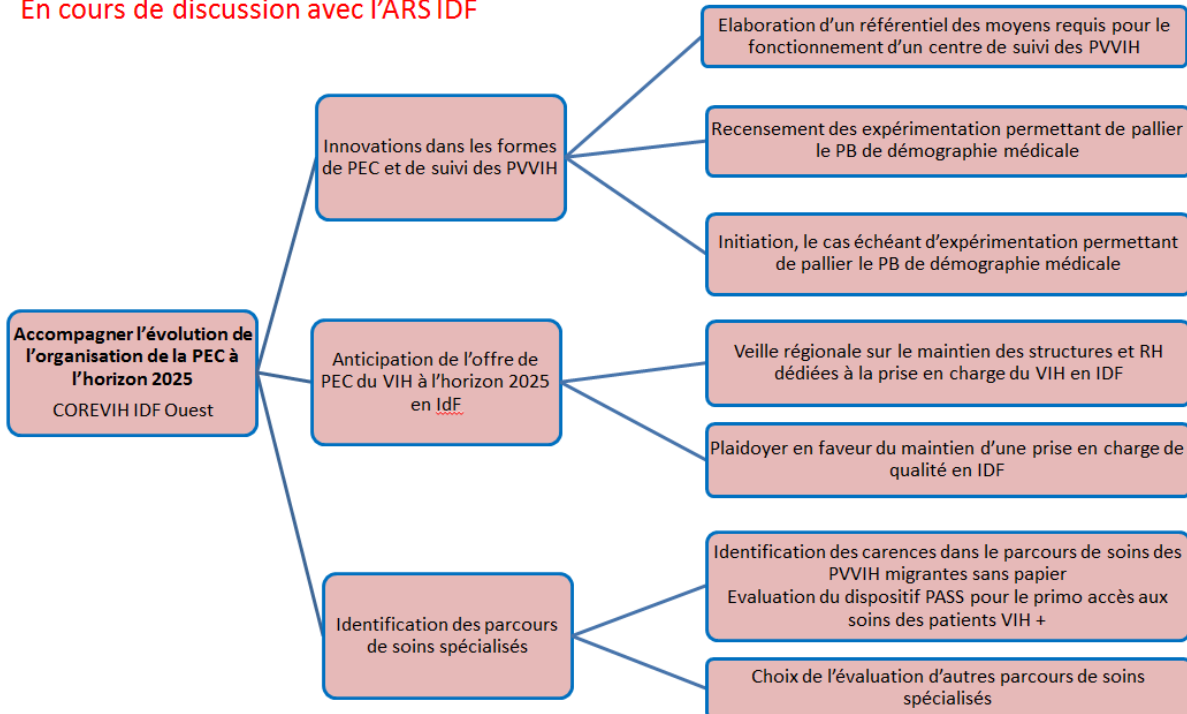 En cours de discussion avec l'ARS IDF
Elaboration d'un référentiel des moyens requis pour le
fonctionnement d'un centre de suivi des PVVIH
Innovations dans les formes
de PEC et de suivi des PVVIH
Recensement des expérimentation permettant de pallier
le PB de démographie médicale
Initiation, le cas échéant d'expérimentation permettant
de pallier le PB de démographie médicale
Accompagner l'évolution de
l'organisation de la PEC à
l'horizon 2025
COREVIH IDF Ouest
Anticipation de l'offre de
PEC du VIH à l'horizon 2025
en IdF
Veille régionale sur le maintien des structures et RH
dédiées à la prise en charge du VIH en IDF
Plaidoyer en faveur du maintien d'une prise en charge de
qualité en IDF
Identification des parcours
de soins spécialisés
Identification des carences dans le parcours de soins des
PVVIH migrantes sans papier
Evaluation du dispositif PASS pour le primo accès aux
soins des patients VIH +
Choix de l'évaluation d'autres parcours de soins
spécialisés